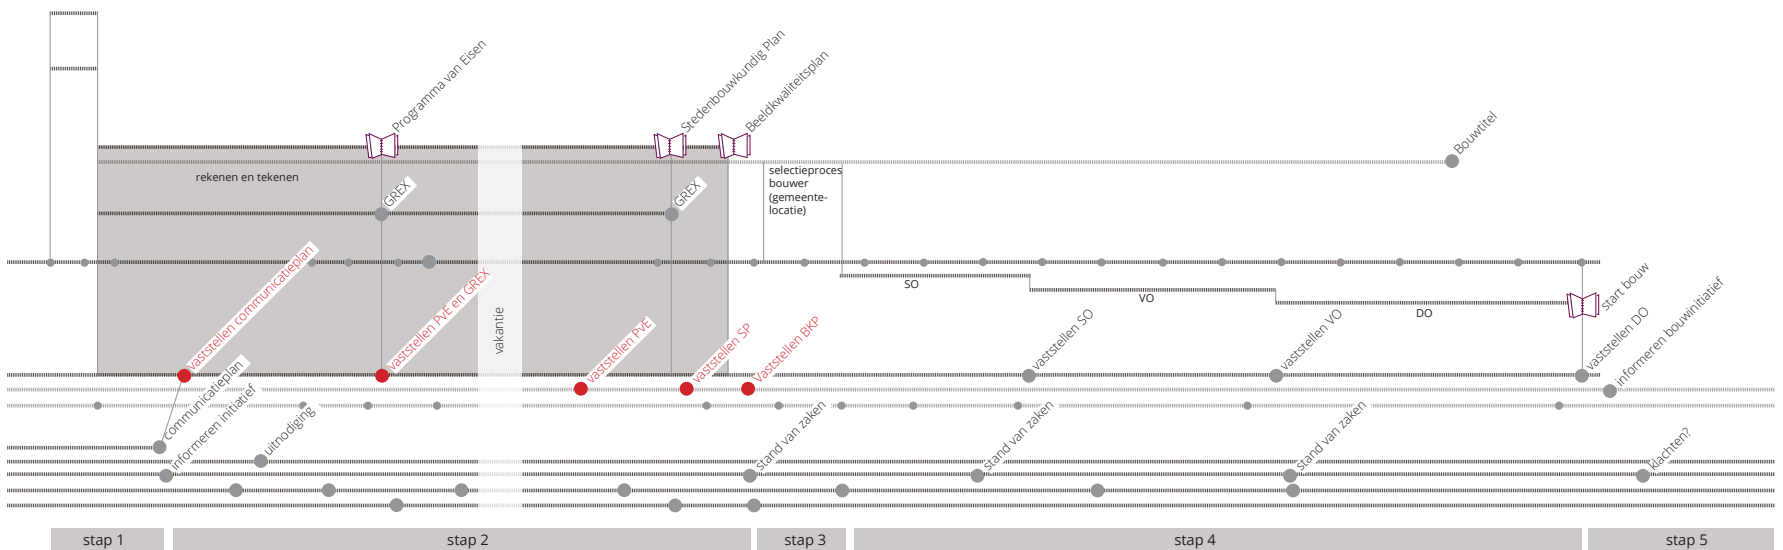 Programma van Eisen
Stedenbouwkundig Plan
Beeldkwaliteitsplan
Bouwtitel
rekenen en tekenen
selectieproces
bouwer
(gemeente-
locatie)
GREX
GREX
vaststellen communicatieplan
vaststellen PvE en GREX
vakantie
vaststellen PvE
vaststellen SP
Vaststellen BKP
SO
VO
DO
start bouw
vaststellen SO
vaststellen VO
vaststellen DO
informeren bouwinitiatief
communicatieplan
informeren initiatief
uitnodiging
stand van zaken
stand van zaken
stand van zaken
klachten?
stap 1
stap 2
stap 3
stap 4
stap 5